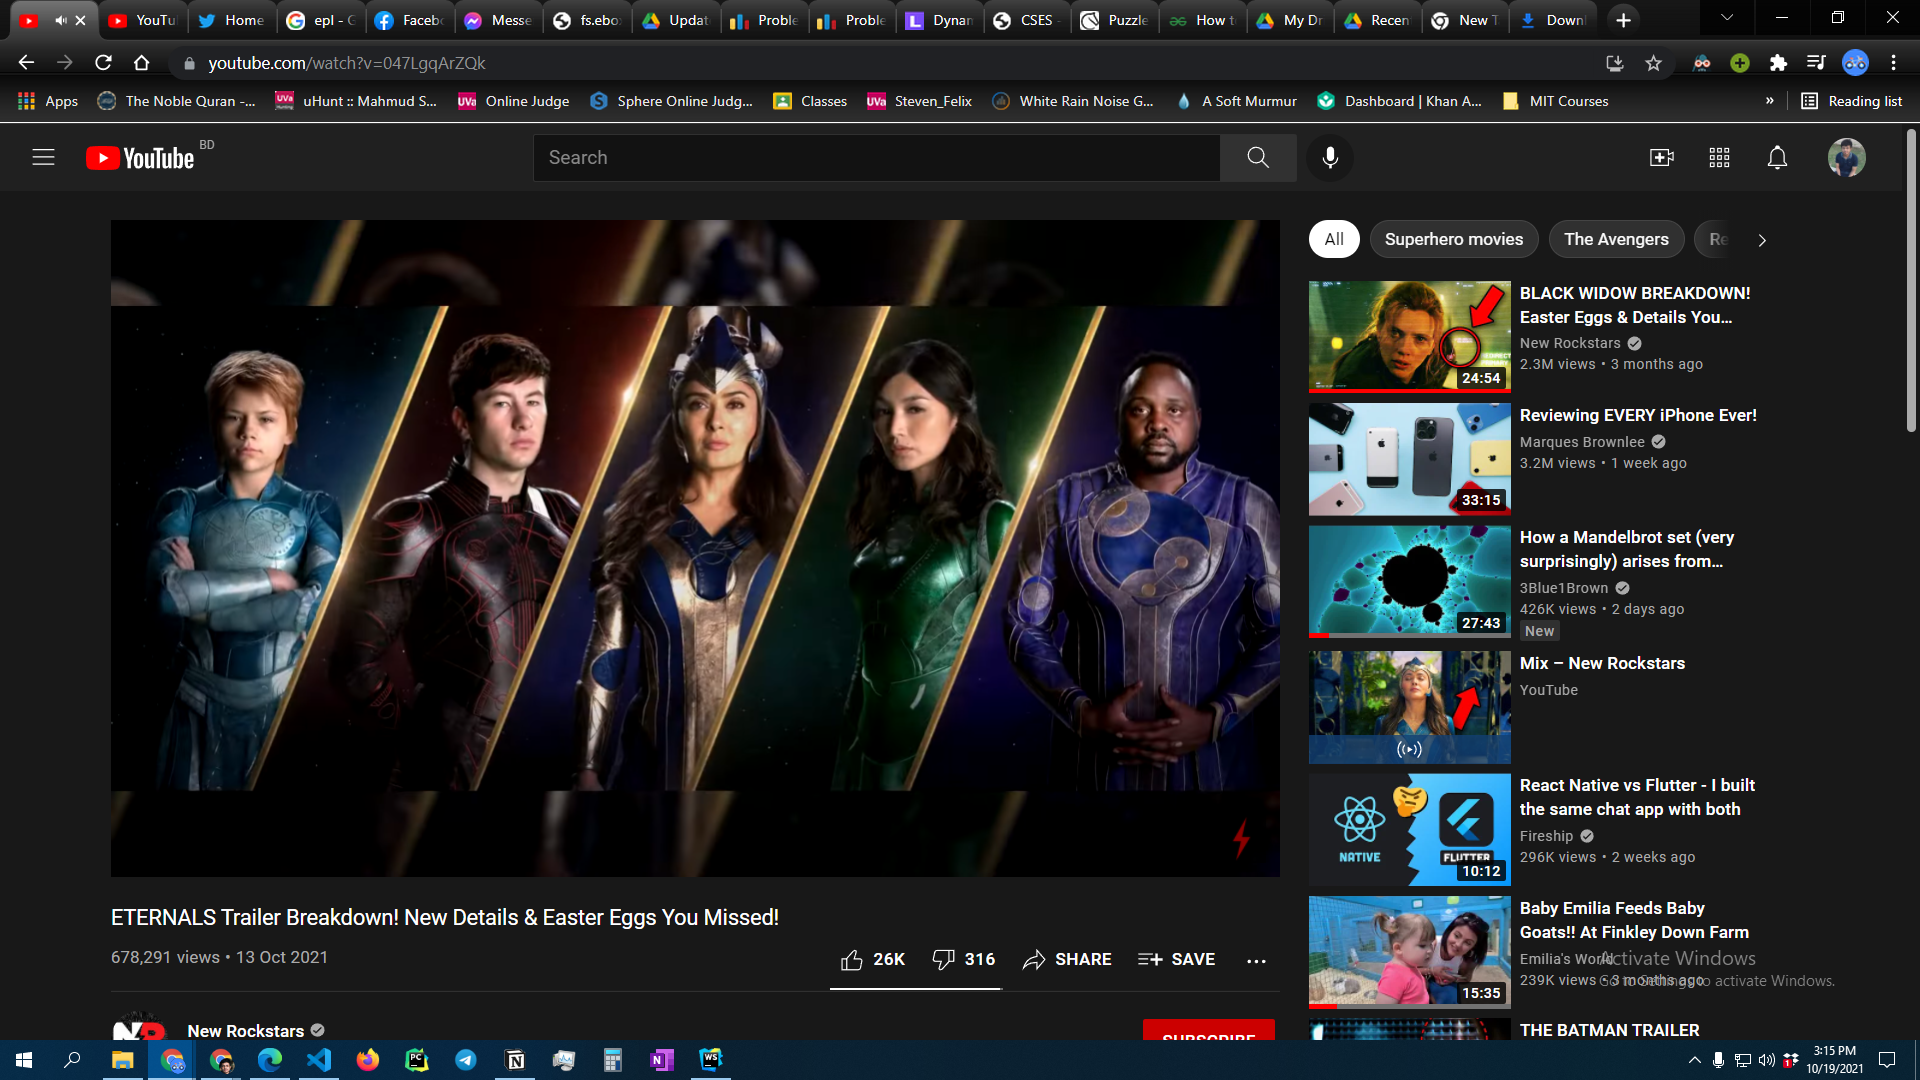 YouTu
Home
epl - G
Facebo
Messe
fs.ebo
Updat
Proble
Proble
Dynan
CSES -
Puzzle
How t
My Dr
Recen
New T
Downl
youtube.com/watch?v=047LgqArZQk
Apps
The Noble Quran -...
uHunt :: Mahmud S...
Online Judge
Sphere Online Judg...
Classes
Steven_Felix
White Rain Noise G...
A Soft Murmur
Dashboard | Khan A...
MIT Courses
»
Reading list
YouTube BD
Search
All
Superhero movies
The Avengers
Re
BLACK WIDOW BREAKDOWN!
Easter Eggs & Details You...
New Rockstars
2.3M views • 3 months ago
24:54
Reviewing EVERY iPhone Ever!
Marques Brownlee
3.2M views • 1 week ago
33:15
How a Mandelbrot set (very
surprisingly) arises from...
3Blue1Brown
426K views • 2 days ago
New
27:43
Mix – New Rockstars
YouTube
React Native vs Flutter - I built
the same chat app with both
Fireship
296K views • 2 weeks ago
NATIVE
FLUTTER
10:12
Baby Emilia Feeds Baby
Goats!! At Finkley Down Farm
Emilia's World
239K views • 3 months ago
15:35
Activate Windows
Go to Settings to activate Windows.
THE BATMAN TRAILER
ETERNALS Trailer Breakdown! New Details & Easter Eggs You Missed!
678,291 views • 13 Oct 2021
26K
316
SHARE
SAVE
New Rockstars
SUBSCRIBE
3:15 PM
10/19/2021